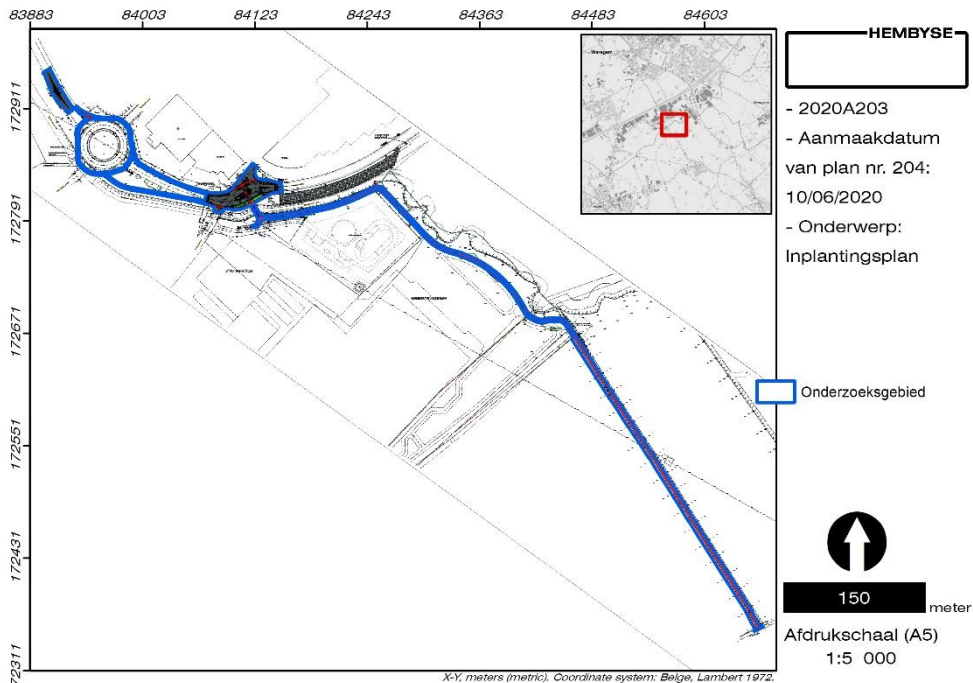 83883 84003 84123 84243 84363 84483 84603
172911
172791
172671
172551
172431
172311
Waregem
HEMBYSE
- 2020A203
- Aanmaakdatum
van plan nr. 204:
10/06/2020
- Onderwerp:
Inplantingsplan
Onderzoeksgebied
150 meter
Afdrukschaal (A5)
1:5 000
X-Y, meters (metric). Coordinate system: Belge, Lambert 1972.